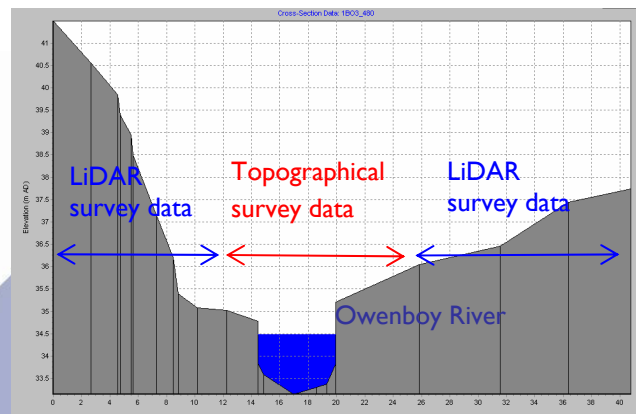 Cross-Section Data: 1BO3_480
41
40.5
40
39.5
39
38.5
38
37.5
37
36.5
36
35.5
35
34.5
34
33.5
Elevation (m AD)
LiDAR
survey data
Topographical
survey data
LiDAR
survey data
Owenboy River
0 2 4 6 8 10 12 14 16 18 20 22 24 26 28 30 32 34 36 38 40